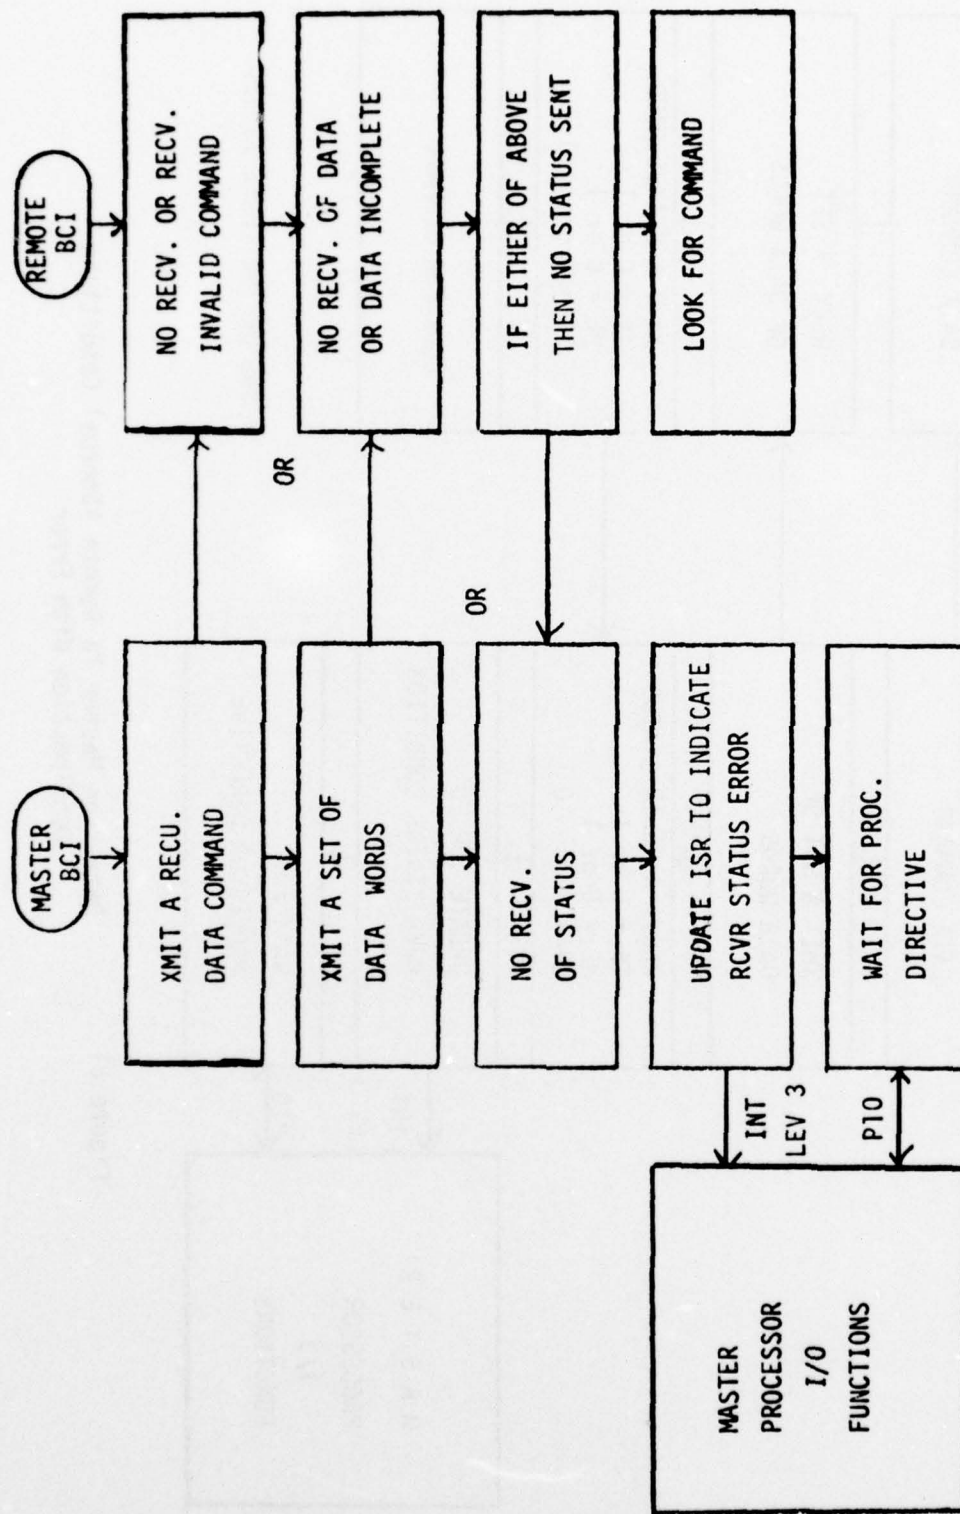 MASTER
BCI
XMIT A RECU.
DATA COMMAND
XMIT A SET OF
DATA WORDS
NO RECV.
OF STATUS
UPDATE ISR TO INDICATE
RCVR STATUS ERROR
WAIT FOR PROC.
DIRECTIVE
INT
LEV 3
PIO
MASTER
PROCESSOR
I/O
FUNCTIONS
OR
OR
REMOTE
BCI
NO RECV. OR RECV.
INVALID COMMAND
NO RECV. OF DATA
OR DATA INCOMPLETE
IF EITHER OF ABOVE
THEN NO STATUS SENT
LOOK FOR COMMAND